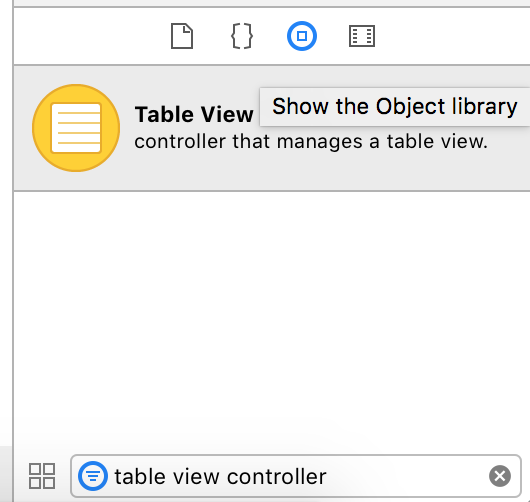 Table View
Show the Object library
controller that manages a table view.
table view controller